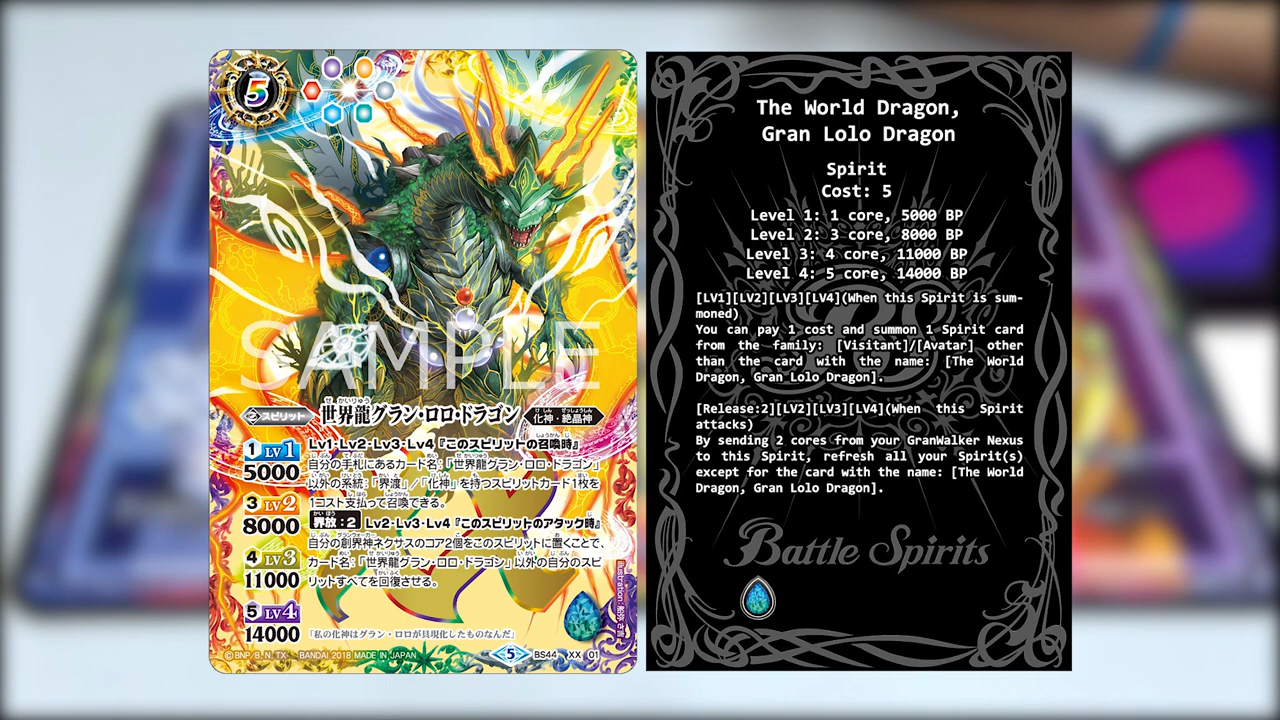 5
SAMPLE
スピリット
世界龍グラン・ロロ・ドラゴン
化神・絶晶神
1 LV1
5000
3 LV2
8000
4 LV3
11000
5 LV4
14000
Lv1・Lv2・Lv3・Lv4『このスピリットの召喚時』
自分の手札にあるカード名:「世界龍グラン・ロロ・ドラゴン」
以外の系統:「界渡」/「化神」を持つスピリットカード1枚を
1コスト支払って召喚できる。
界放:2 Lv2・Lv3・Lv4『このスピリットのアタック時』
自分の創界神ネクサスのコア2個をこのスピリットに置くことで、
カード名:「世界龍グラン・ロロ・ドラゴン」以外の自分のスピ
リットすべてを回復させる。
「私の化神はグラン・ロロが具現化したものなんだ」
©BNP/B, N, TX BANDAI 2018 MADE IN JAPAN
5
BS44 XX 01
The World Dragon,
Gran Lolo Dragon
Spirit
Cost: 5
Level 1: 1 core, 5000 BP
Level 2: 3 core, 8000 BP
Level 3: 4 core, 11000 BP
Level 4: 5 core, 14000 BP
[LV1][LV2][LV3][LV4](When this Spirit is sum-
moned)
You can pay 1 cost and summon 1 Spirit card
from the family: [Visitant]/[Avatar] other
than the card with the name: [The World
Dragon, Gran Lolo Dragon].
[Release:2][LV2][LV3][LV4](When this Spirit
attacks)
By sending 2 cores from your GranWalker Nexus
to this Spirit, refresh all your Spirit(s)
except for the card with the name: [The World
Dragon, Gran Lolo Dragon].
Battle Spirits